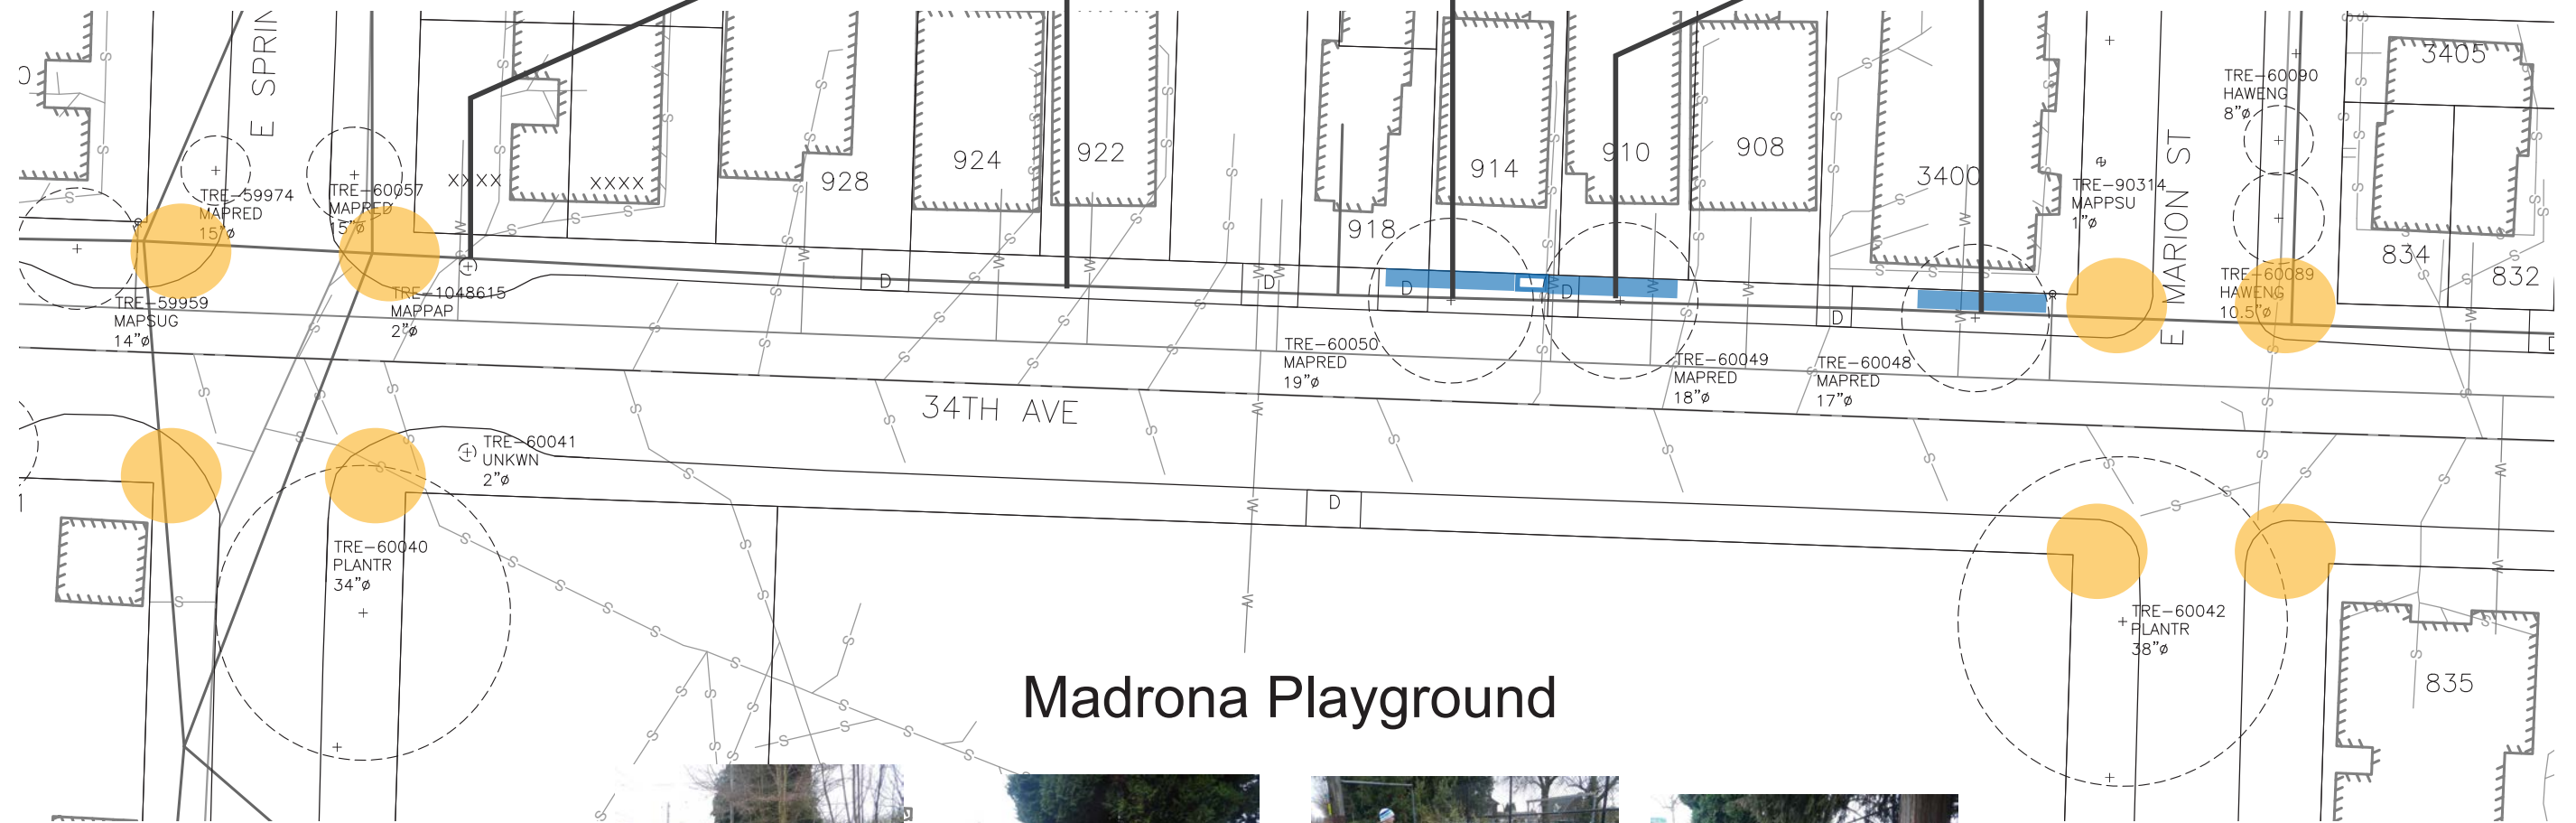 E SPRIN
TRE-59974
MAPRED
15"ø
TRE-60057
MAPRED
15"ø
XXXX
XXXX
928
924
922
918
914
910
908
3400
TRE-90314
MAPPSU
1"ø
E MARION ST
TRE-60090
HAWENG
8"ø
3405
834
832
TRE-60089
HAWENG
10.5"ø
TRE-59959
MAPSUG
14"ø
TRE-1048615
MAPPAP
2"ø
D
D
D
D
D
TRE-60050
MAPRED
19"ø
TRE-60049
MAPRED
18"ø
TRE-60048
MAPRED
17"ø
34TH AVE
TRE-60041
UNKWN
2"ø
D
TRE-60040
PLANTR
34"ø
TRE-60042
PLANTR
38"ø
835
Madrona Playground